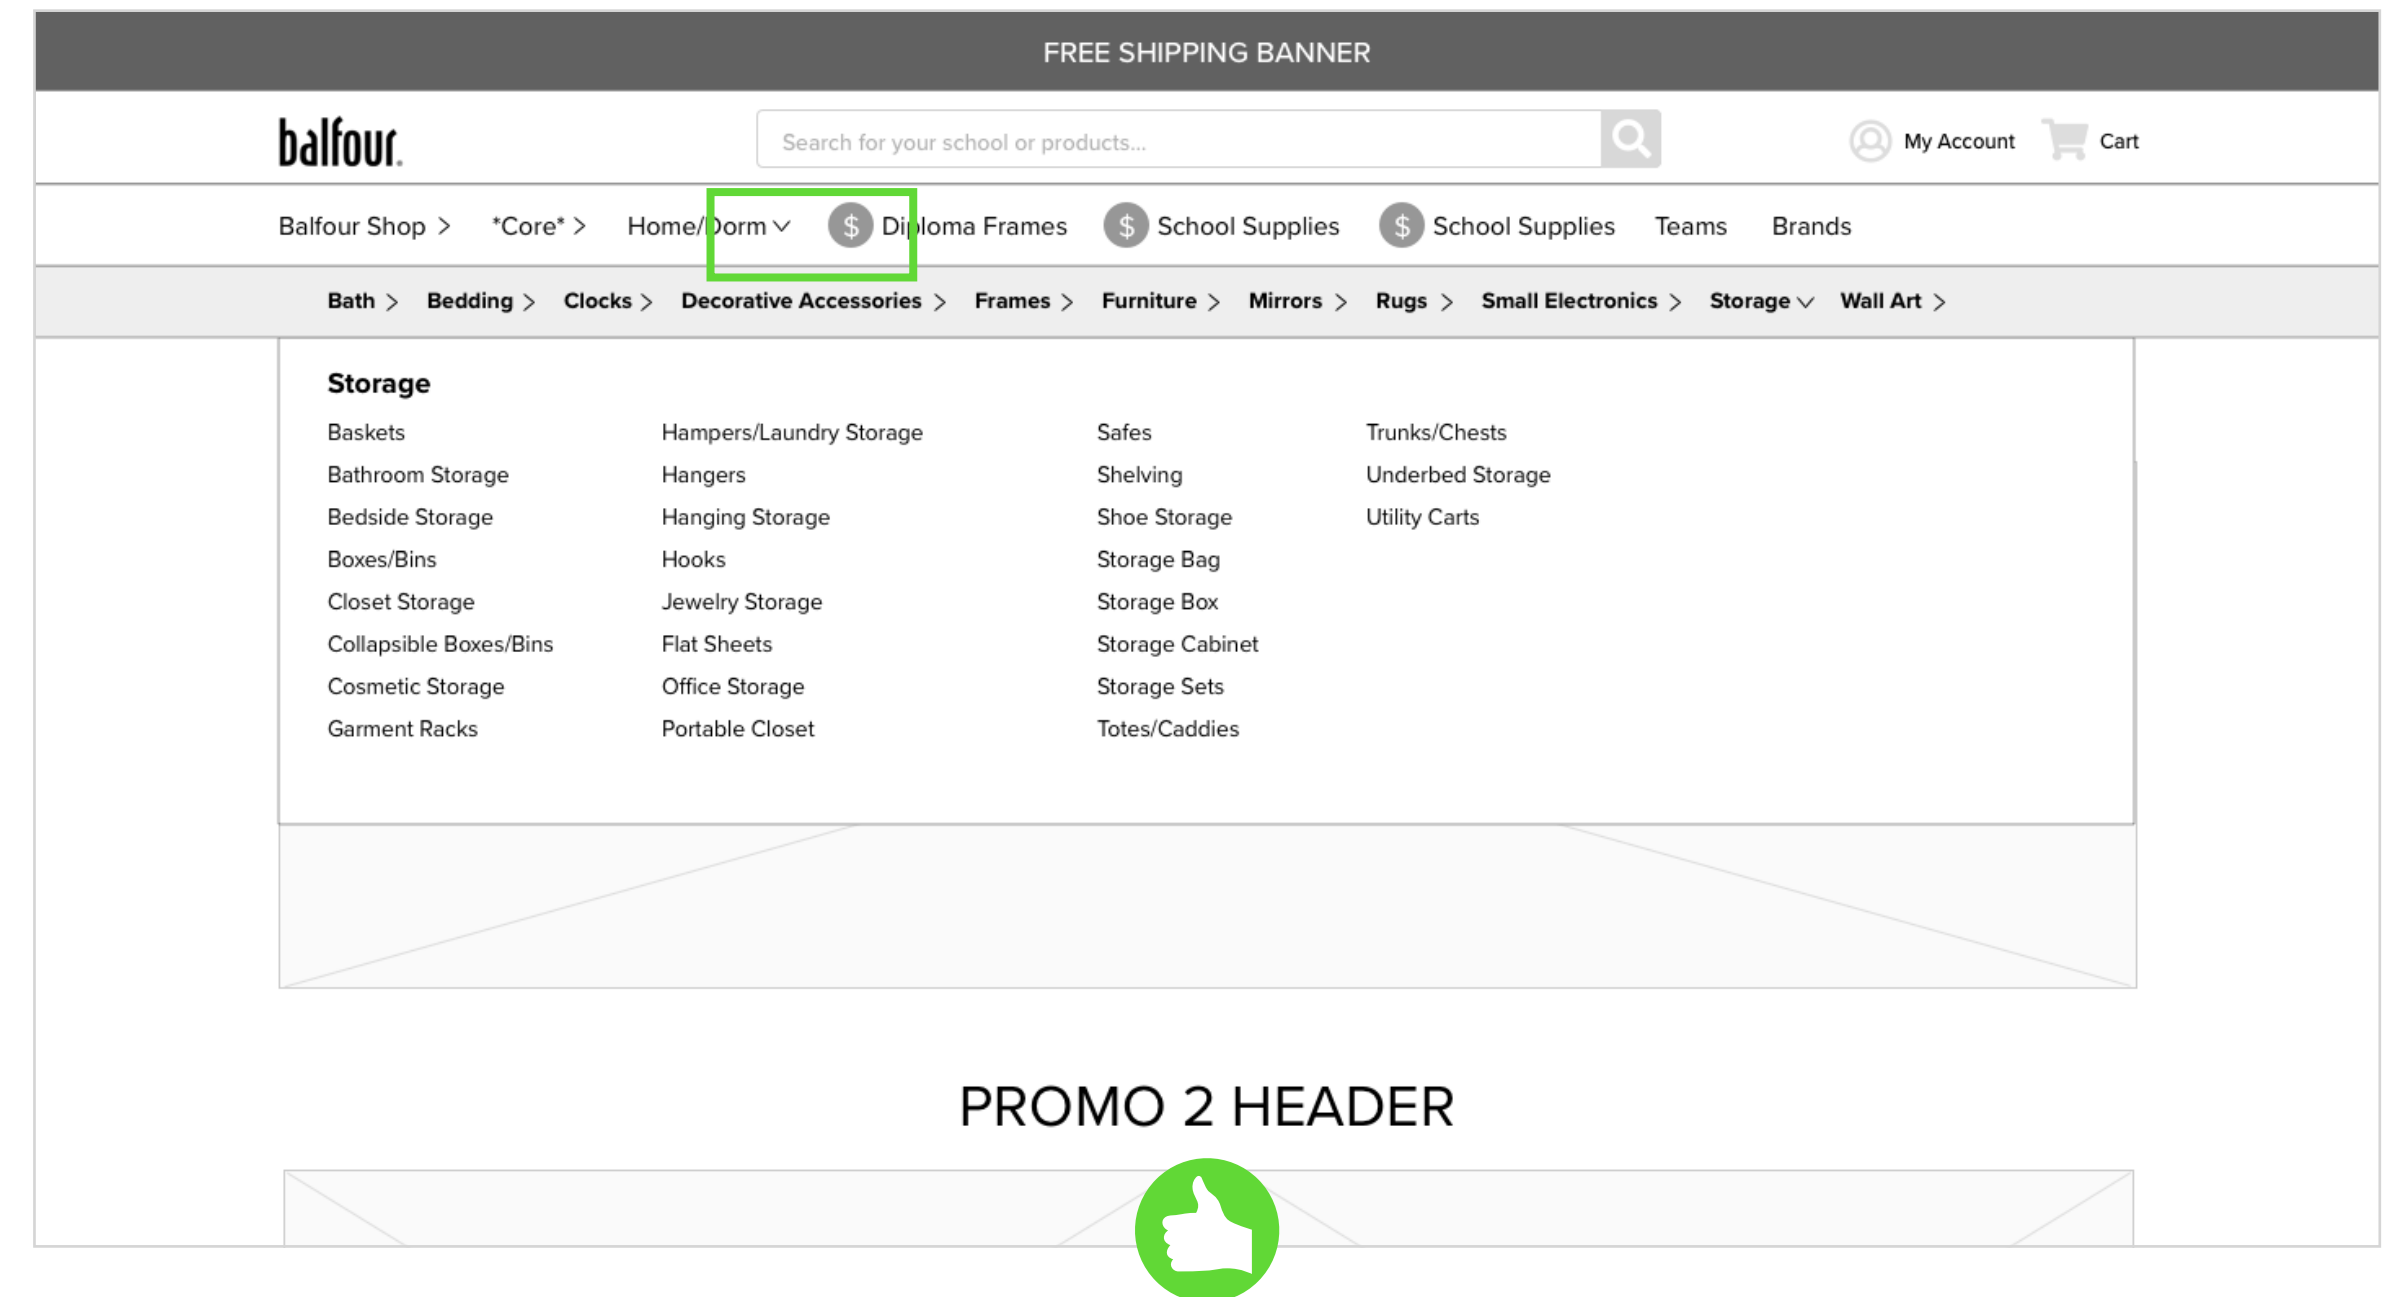 FREE SHIPPING BANNER
balfour.
Search for your school or products...
My Account
Cart
Balfour Shop > *Core* > Home/Dorm $ Diploma Frames $ School Supplies $ School Supplies Teams Brands
Bath > Bedding > Clocks > Decorative Accessories > Frames > Furniture > Mirrors > Rugs > Small Electronics > Storage Wall Art >
Storage
Baskets
Bathroom Storage
Bedside Storage
Boxes/Bins
Closet Storage
Collapsible Boxes/Bins
Cosmetic Storage
Garment Racks
Hampers/Laundry Storage
Hangers
Hanging Storage
Hooks
Jewelry Storage
Flat Sheets
Office Storage
Portable Closet
Safes
Shelving
Shoe Storage
Storage Bag
Storage Box
Storage Cabinet
Storage Sets
Totes/Caddies
Trunks/Chests
Underbed Storage
Utility Carts
PROMO 2 HEADER